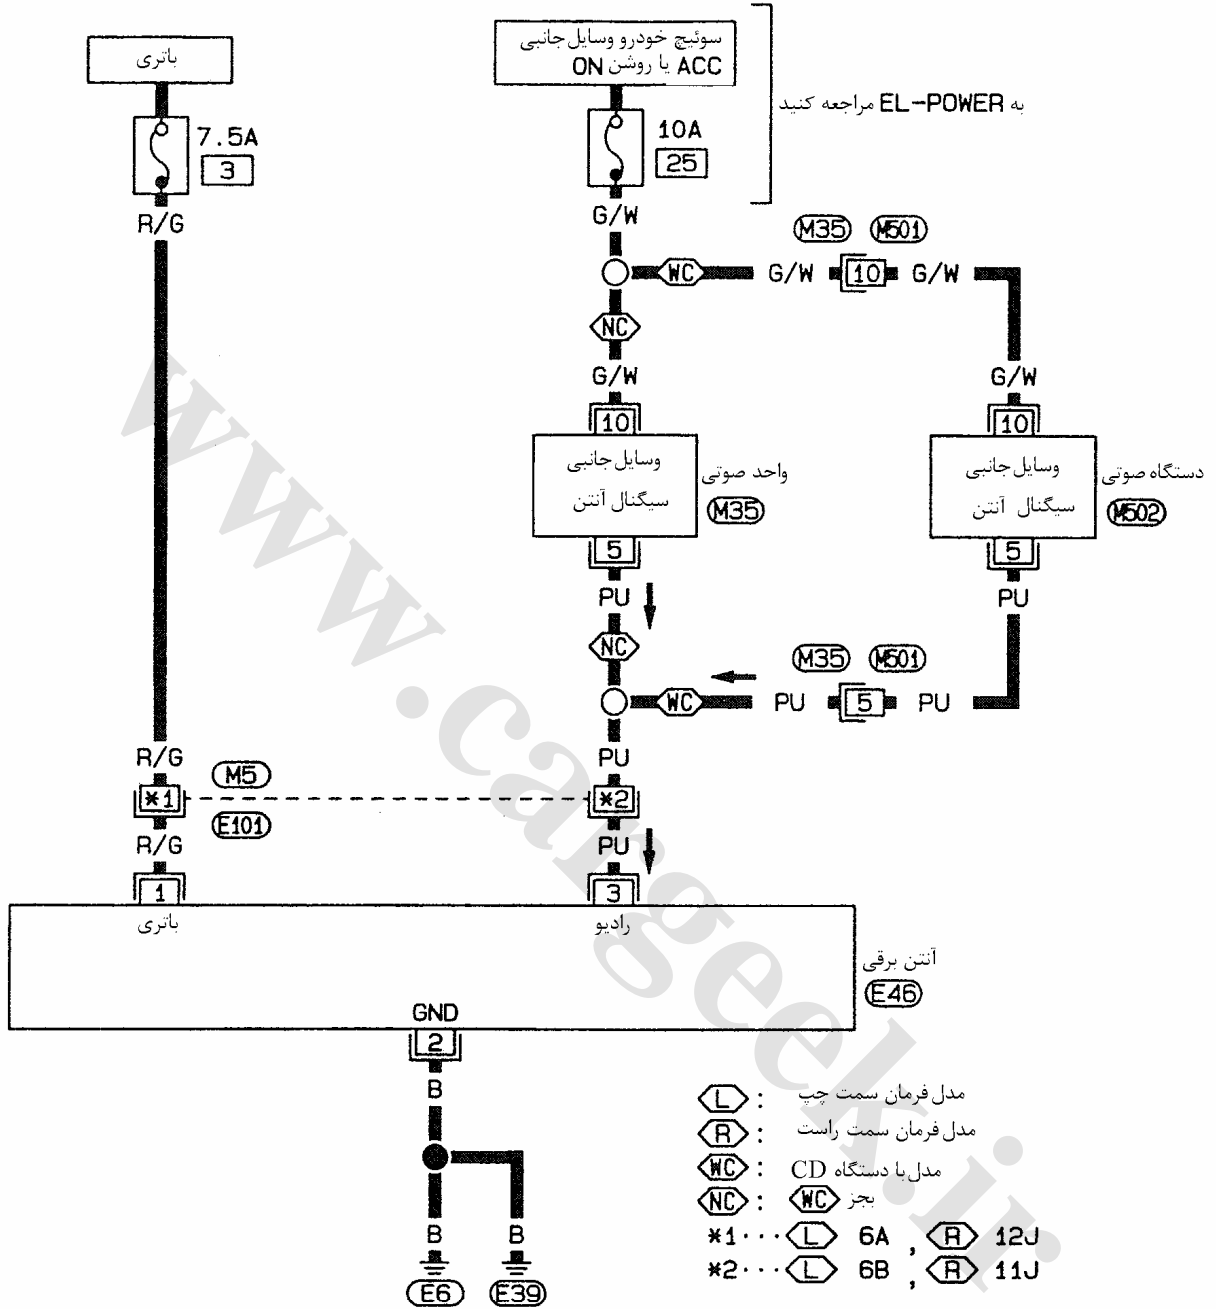 باتری
7.5A
3
R/G
سوئیچ خودرو وسایل جانبی
ACC یا روشن ON
10A
25
به EL-POWER مراجعه کنید
G/W
WC
G/W
M35 M501
10
G/W
NC
G/W
G/W
10
10
وسایل جانبی
سیگنال آنتن
واحد صوتی
M35
وسایل جانبی
سیگنال آنتن
دستگاه صوتی
M502
5
5
PU
PU
NC
M35 M501
WC
PU
5
PU
R/G
PU
*1
M5
E101
*2
R/G
PU
1
3
باتری
رادیو
آنتن برقی
E46
GND
2
B
B
B
E6
E39
L : مدل فرمان سمت چپ
R : مدل فرمان سمت راست
WC : مدل با دستگاه CD
NC : بجز WC
*1··· L 6A , R 12J
*2··· L 6B , R 11J
www.cargeek.ir